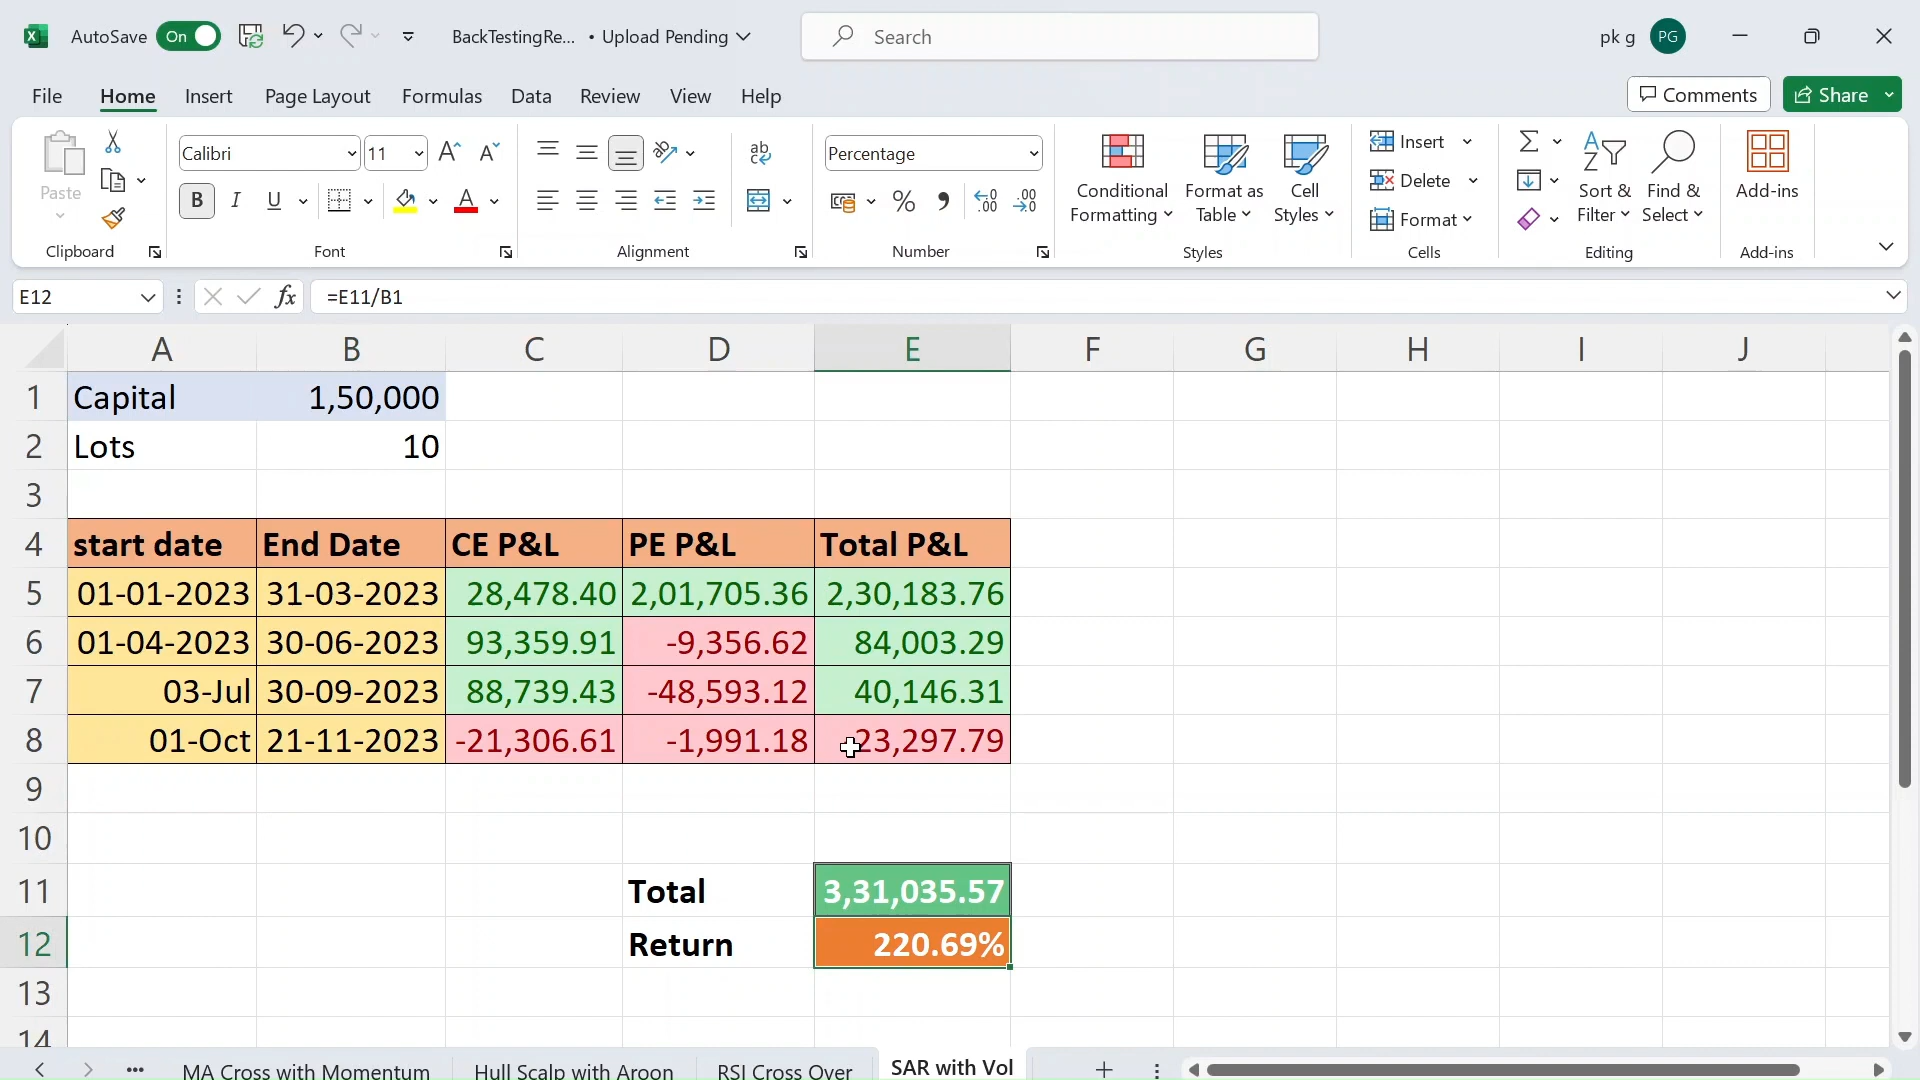 AutoSave On BackTestingRe... • Upload Pending Search pk g PG
File Home Insert Page Layout Formulas Data Review View Help Comments Share
Paste Calibri 11 Percentage Conditional Formatting Format as Table Cell Styles Insert Delete Format Sort & Filter Find & Select Add-ins
Clipboard Font Alignment Number Styles Cells Editing Add-ins
E12 fx =E11/B1
A B C D E F G H I J
1 Capital 1,50,000
2 Lots 10
3
4 start date End Date CE P&L PE P&L Total P&L
5 01-01-2023 31-03-2023 28,478.40 2,01,705.36 2,30,183.76
6 01-04-2023 30-06-2023 93,359.91 -9,356.62 84,003.29
7 03-Jul 30-09-2023 88,739.43 -48,593.12 40,146.31
8 01-Oct 21-11-2023 -21,306.61 -1,991.18 23,297.79
9
10
11 Total 3,31,035.57
12 Return 220.69%
13
14
MA Cross with Momentum Hull Scalp with Aroon RSI Cross Over SAR with Vol